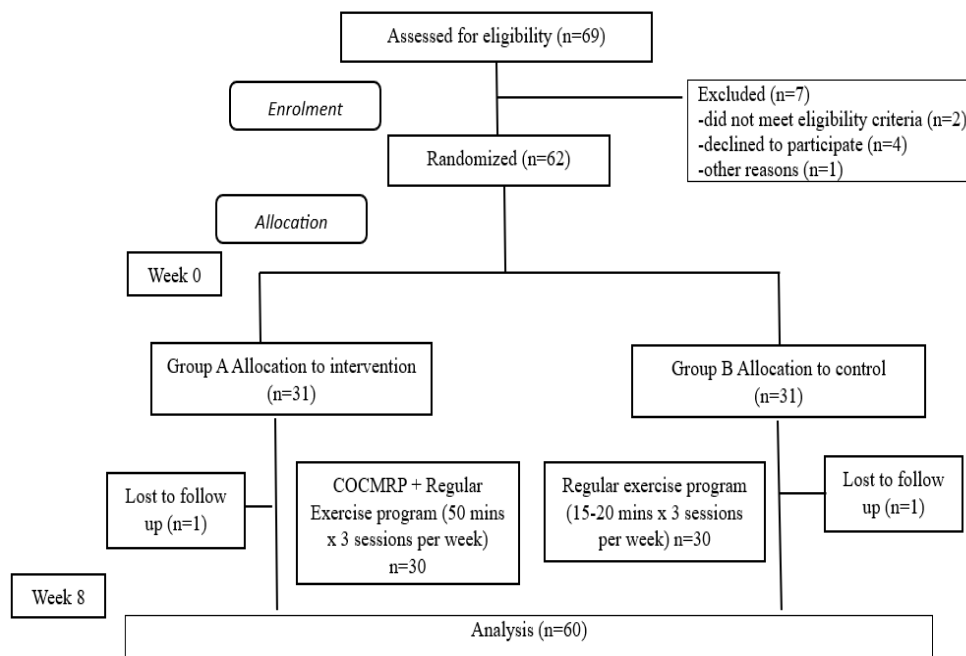 Assessed for eligibility (n=69)
Enrolment
Excluded (n=7)
-did not meet eligibility criteria (n=2)
-declined to participate (n=4)
-other reasons (n=1)
Randomized (n=62)
Allocation
Week 0
Group A Allocation to intervention
(n=31)
Group B Allocation to control
(n=31)
Lost to follow
up (n=1)
COCMRP + Regular
Exercise program (50 mins
x 3 sessions per week)
n=30
Regular exercise program
(15-20 mins x 3 sessions
per week) n=30
Lost to follow
up (n=1)
Week 8
Analysis (n=60)